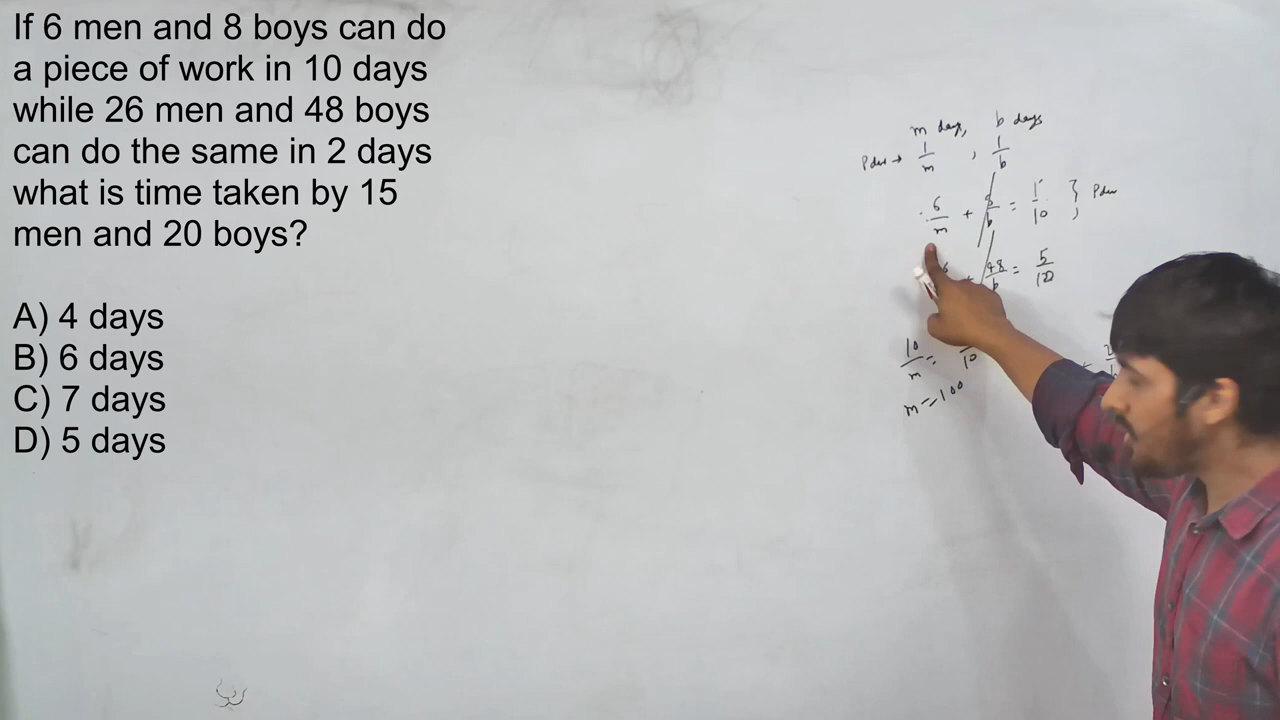 If 6 men and 8 boys can do
a piece of work in 10 days
while 26 men and 48 boys
can do the same in 2 days
what is time taken by 15
men and 20 boys?
A) 4 days
B) 6 days
C) 7 days
D) 5 days
m days, b days
1/m , 1/b
6/m + 8/b = 1/10
48/b = 5/10
10/m =
m = 100